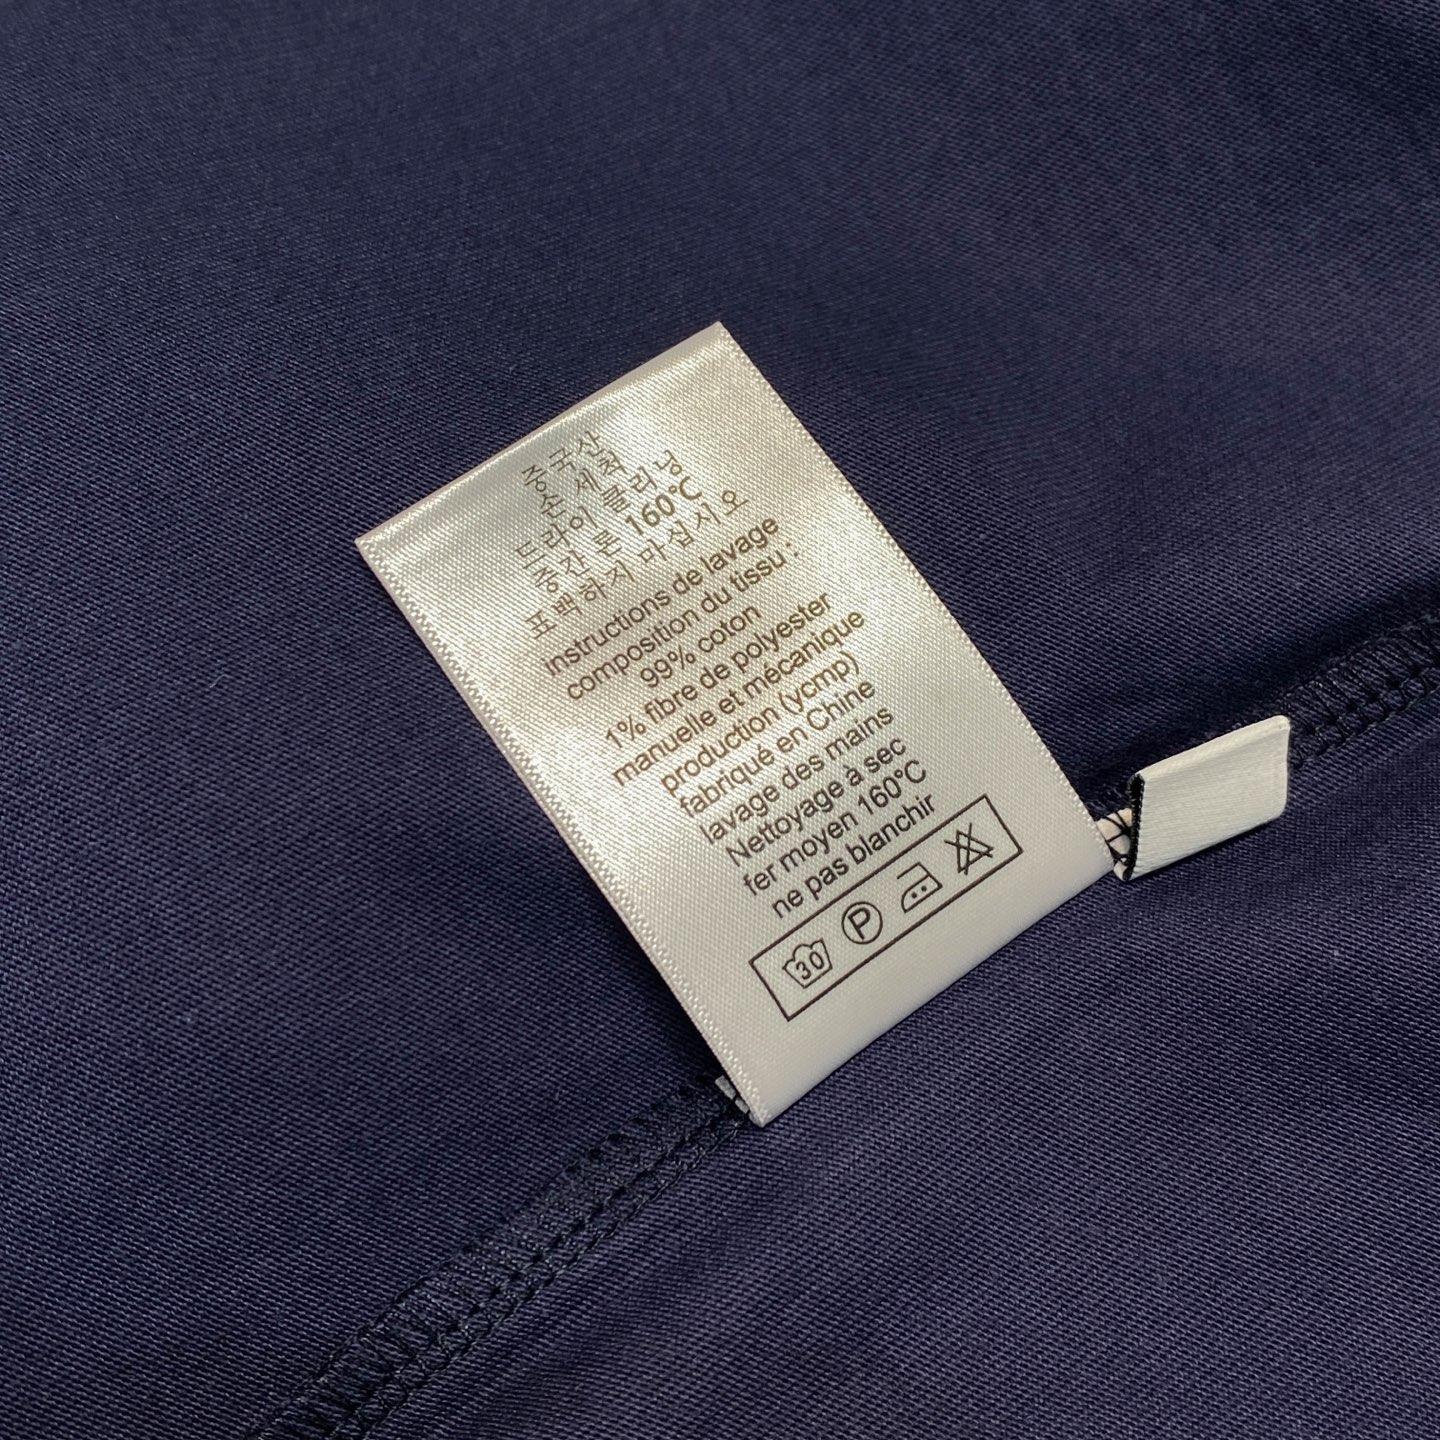 중국산
손 세척
드라이 클리닝
중간 론 160℃
표백하지 마십시오
instructions de lavage
composition du tissu :
99% coton
1% fibre de polyester
manuelle et mécanique
production (ycmp)
fabriqué en Chine
lavage des mains
Nettoyage à sec
fer moyen 160℃
ne pas blanchir
30 P